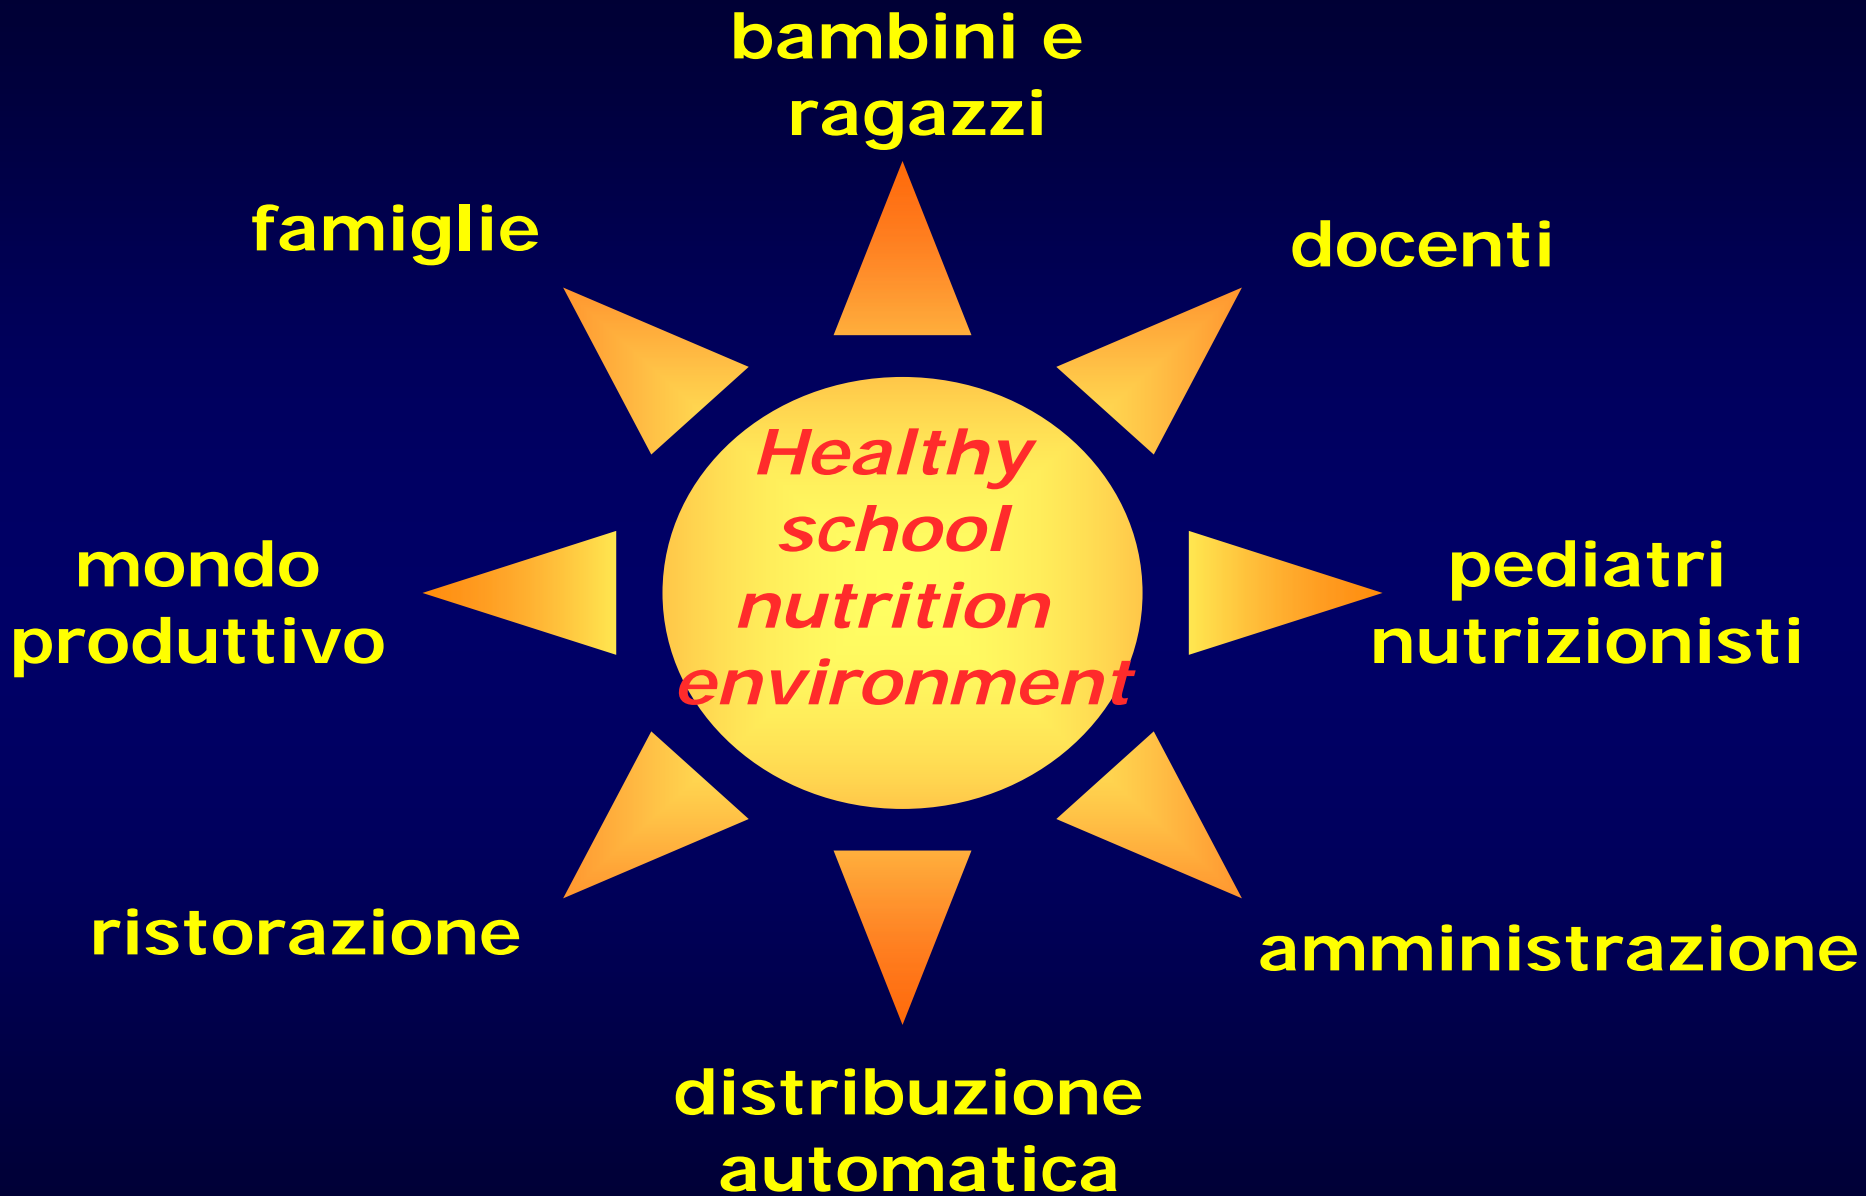 bambini e
ragazzi
famiglie
docenti
Healthy
school
nutrition
environment
mondo
produttivo
pediatri
nutrizionisti
ristorazione
amministrazione
distribuzione
automatica